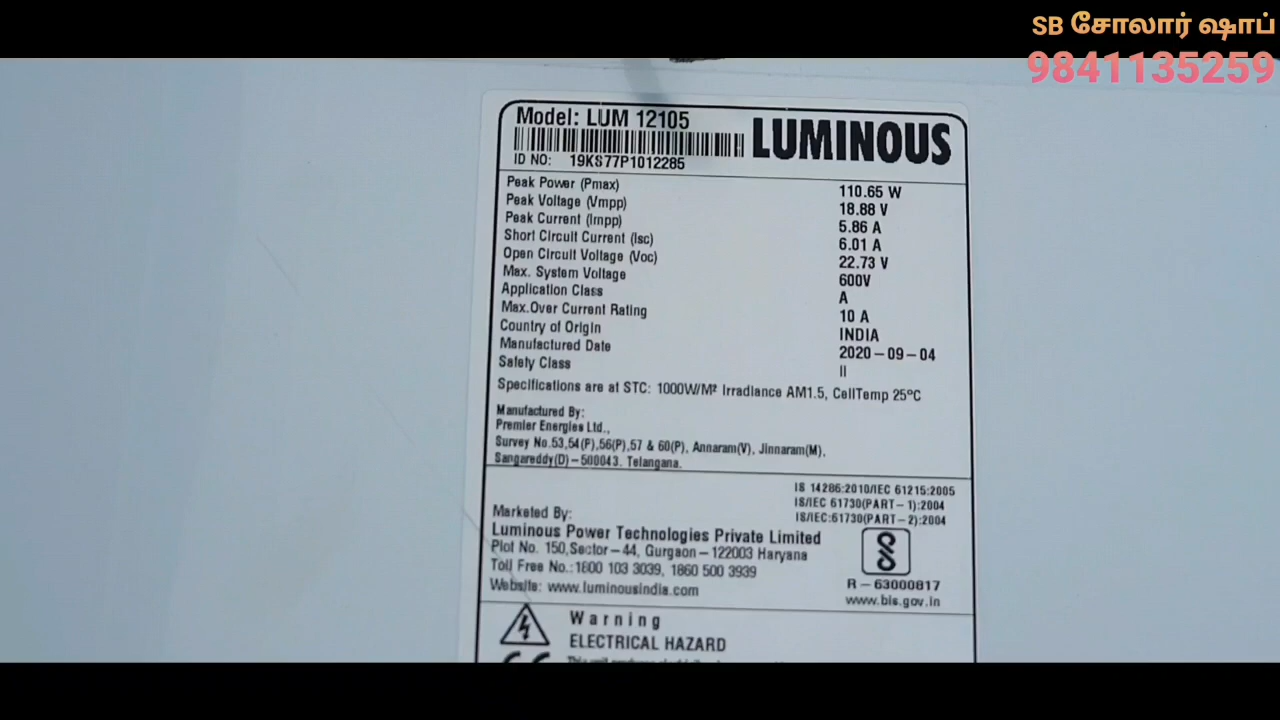 SB சோலார் ஷாப்
9841135259
Model: LUM 12105
LUMINOUS
ID NO: 19KS77P1012285
Peak Power (Pmax) 110.65 W
Peak Voltage (Vmpp) 18.88 V
Peak Current (Impp) 5.86 A
Short Circuit Current (Isc) 6.01 A
Open Circuit Voltage (Voc) 22.73 V
Max. System Voltage 600V
Application Class A
Max.Over Current Rating 10 A
Country of Origin INDIA
Manufactured Date 2020-09-04
Safety Class II
Specifications are at STC: 1000W/M² Irradiance AM1.5, CellTemp 25ºC
Manufactured By:
Premier Energies Ltd.,
Survey No.53,54(P),56(P),57 & 60(P), Annaram(V), Jinnaram(M),
Sangareddy(D)-500043. Telangana.
IS 14286:2010/IEC 61215:2005
IS/IEC 61730(PART-1):2004
IS/IEC:61730(PART-2):2004
Marketed By:
Luminous Power Technologies Private Limited
Plot No. 150,Sector-44, Gurgaon-122003 Haryana
Toll Free No.:1800 103 3039, 1860 500 3939
Website: www.luminousindia.com
R-63000817
www.bis.gov.in
Warning
ELECTRICAL HAZARD